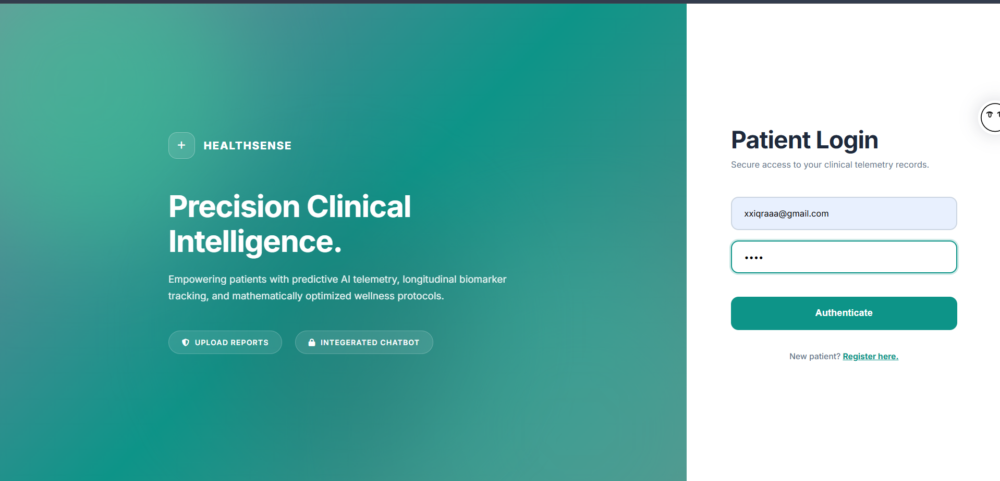 HEALTHSENSE
Precision Clinical
Intelligence.
Empowering patients with predictive AI telemetry, longitudinal biomarker
tracking, and mathematically optimized wellness protocols.
UPLOAD REPORTS
INTEGERATED CHATBOT
Patient Login
Secure access to your clinical telemetry records.
xxiqraaa@gmail.com
••••
Authenticate
New patient? Register here.